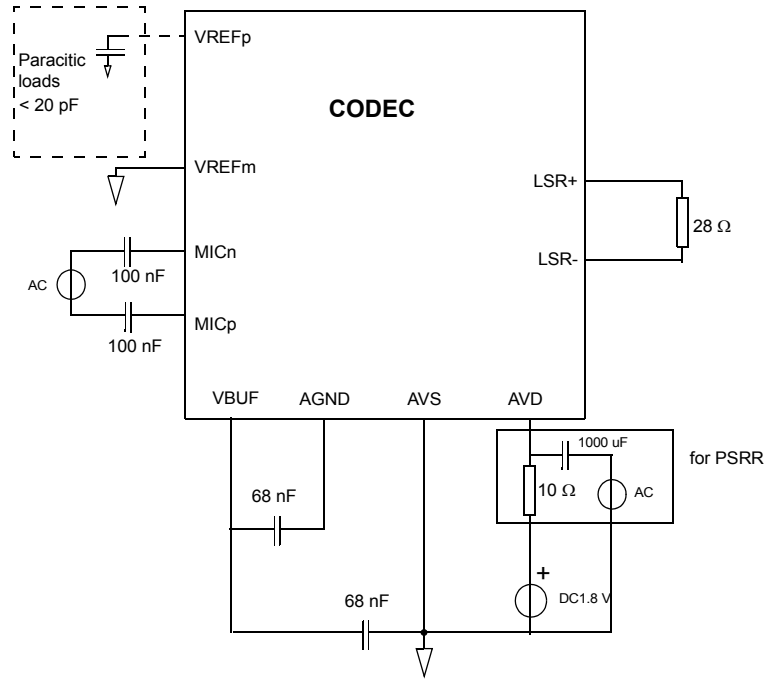 VREFp
Paracitic
loads
< 20 pF
CODEC
VREFm
LSR+
28 Ω
MICn
LSR-
100 nF
AC
MICp
100 nF
VBUF
AGND
AVS
AVD
1000 uF
for PSRR
10 Ω
AC
68 nF
+
DC1.8 V
68 nF